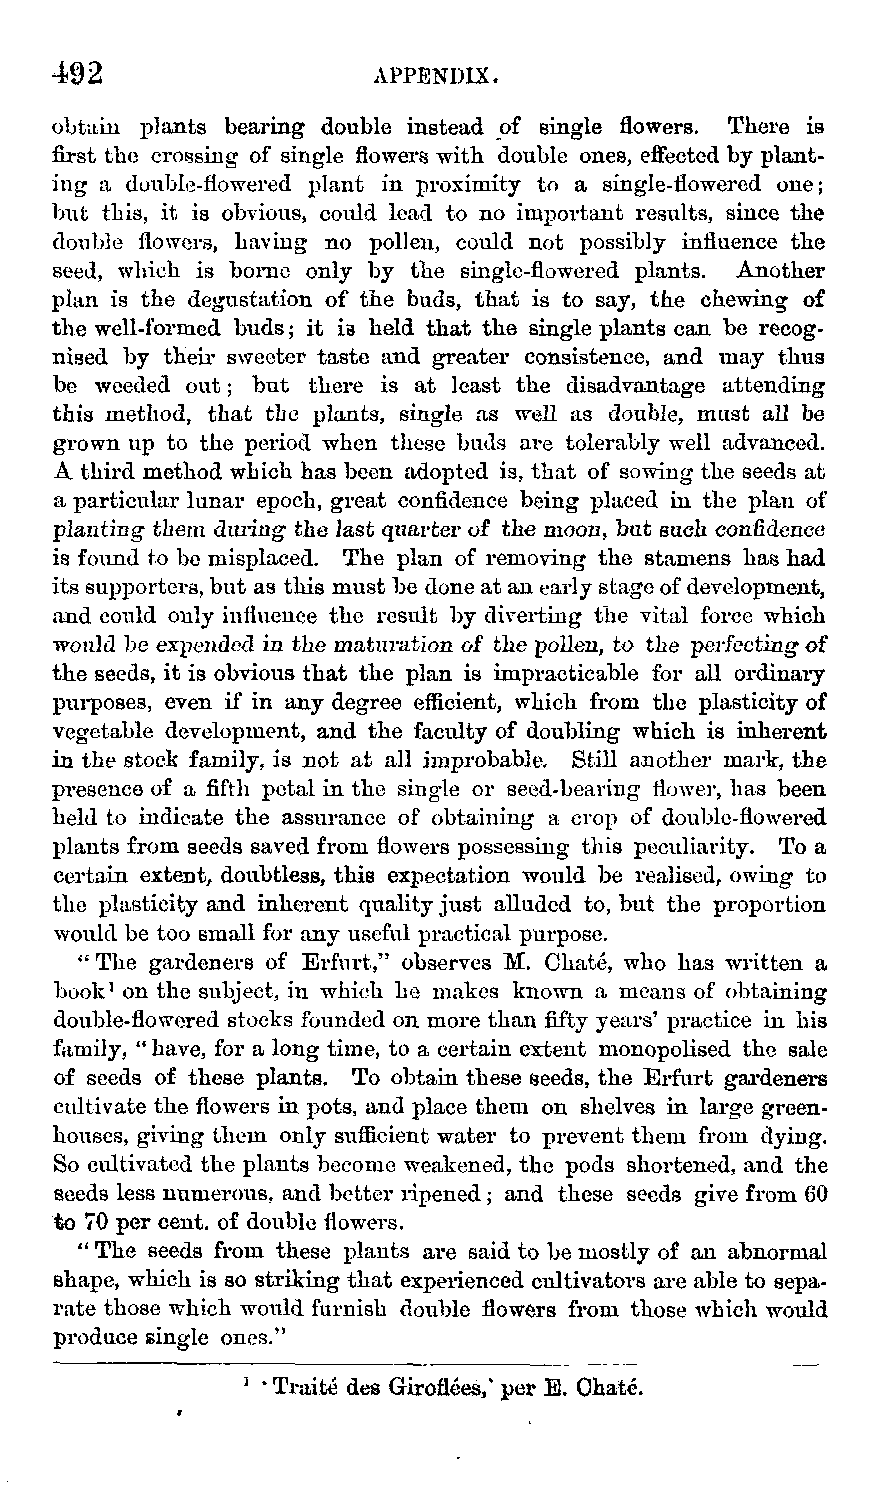 492 APPENDIX.
obtain plants bearing double instead of single flowers. There is
first the crossing of single flowers with double ones, effected by plant-
ing a double-flowered plant in proximity to a single-flowered one;
but this, it is obvious, could lead to no important results, since the
double flowers, having no pollen, could not possibly influence the
seed, which is borne only by the single-flowered plants. Another
plan is the degustation of the buds, that is to say, the chewing of
the well-formed buds; it is held that the single plants can be recog-
nised by their sweeter taste and greater consistence, and may thus
be weeded out; but there is at least the disadvantage attending
this method, that the plants, single as well as double, must all be
grown up to the period when these buds are tolerably well advanced.
A third method which has been adopted is, that of sowing the seeds at
a particular lunar epoch, great confidence being placed in the plan of
planting them during the last quarter of the moon, but such confidence
is found to be misplaced. The plan of removing the stamens has had
its supporters, but as this must be done at an early stage of development,
and could only influence the result by diverting the vital force which
would be expended in the maturation of the pollen, to the perfecting of
the seeds, it is obvious that the plan is impracticable for all ordinary
purposes, even if in any degree efficient, which from the plasticity of
vegetable development, and the faculty of doubling which is inherent
in the stock family, is not at all improbable. Still another mark, the
presence of a fifth petal in the single or seed-bearing flower, has been
held to indicate the assurance of obtaining a crop of double-flowered
plants from seeds saved from flowers possessing this peculiarity. To a
certain extent, doubtless, this expectation would be realised, owing to
the plasticity and inherent quality just alluded to, but the proportion
would be too small for any useful practical purpose.
“The gardeners of Erfurt,” observes M. Chaté, who has written a
book¹ on the subject, in which he makes known a means of obtaining
double-flowered stocks founded on more than fifty years’ practice in his
family, “have, for a long time, to a certain extent monopolised the sale
of seeds of these plants. To obtain these seeds, the Erfurt gardeners
cultivate the flowers in pots, and place them on shelves in large green-
houses, giving them only sufficient water to prevent them from dying.
So cultivated the plants become weakened, the pods shortened, and the
seeds less numerous, and better ripened; and these seeds give from 60
to 70 per cent. of double flowers.
“The seeds from these plants are said to be mostly of an abnormal
shape, which is so striking that experienced cultivators are able to sepa-
rate those which would furnish double flowers from those which would
produce single ones.”
¹ ‘Traité des Giroflées,’ per E. Chaté.